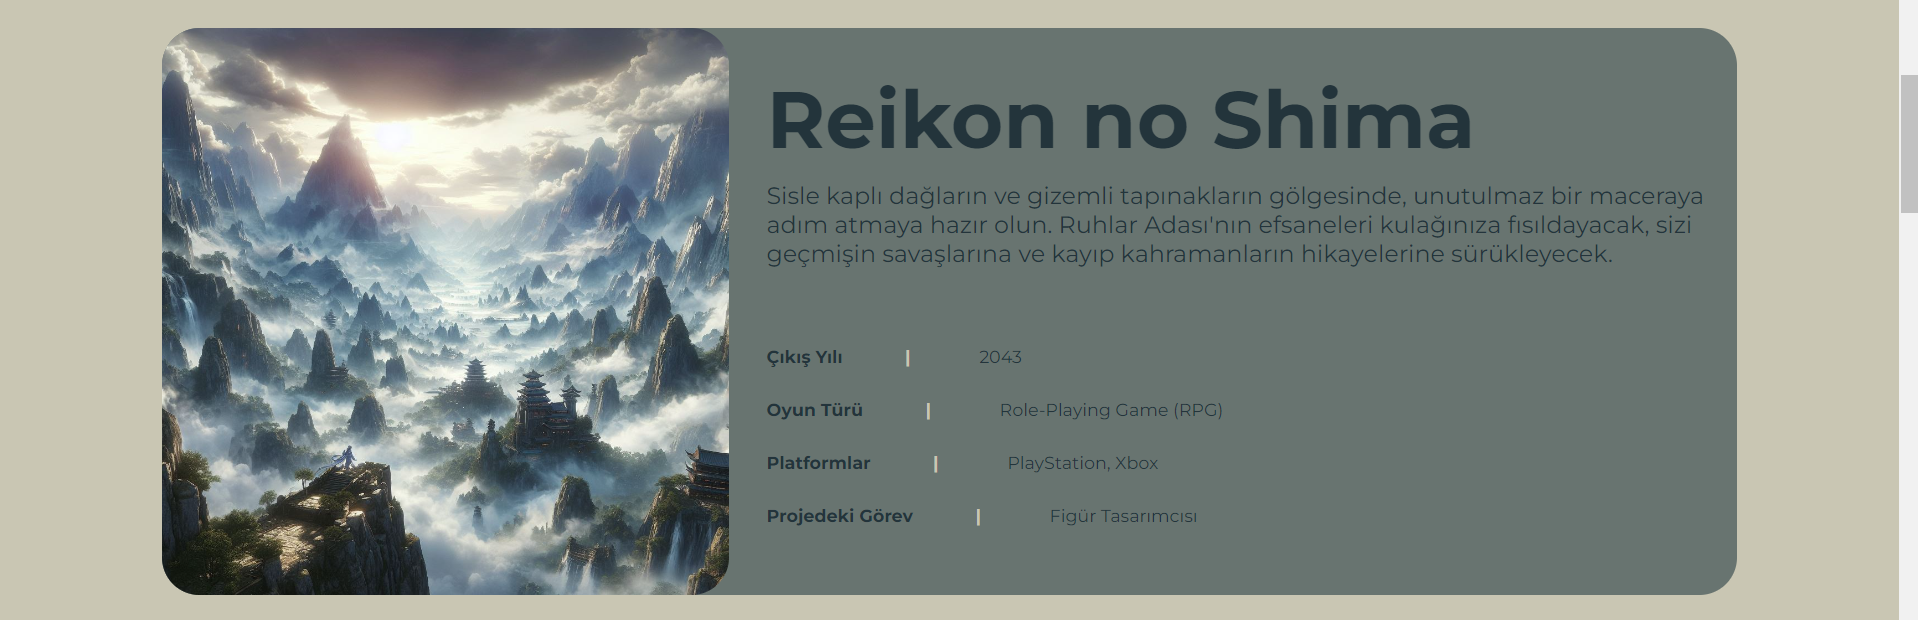 Reikon no Shima
Sisle kaplı dağların ve gizemli tapınakların gölgesinde, unutulmaz bir maceraya
adım atmaya hazır olun. Ruhlar Adası'nın efsaneleri kulağınıza fısıldayacak, sizi
geçmişin savaşlarına ve kayıp kahramanların hikayelerine sürükleyecek.
Çıkış Yılı | 2043
Oyun Türü | Role-Playing Game (RPG)
Platformlar | PlayStation, Xbox
Projedeki Görev | Figür Tasarımcısı